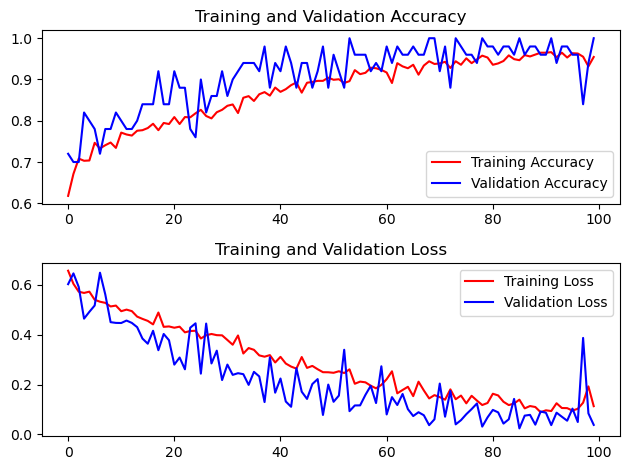 Training and Validation Accuracy
1.0
0.9
0.8
0.7
0.6
Training Accuracy
Validation Accuracy
0 20 40 60 80 100
Training and Validation Loss
0.6
0.4
0.2
0.0
Training Loss
Validation Loss
0 20 40 60 80 100